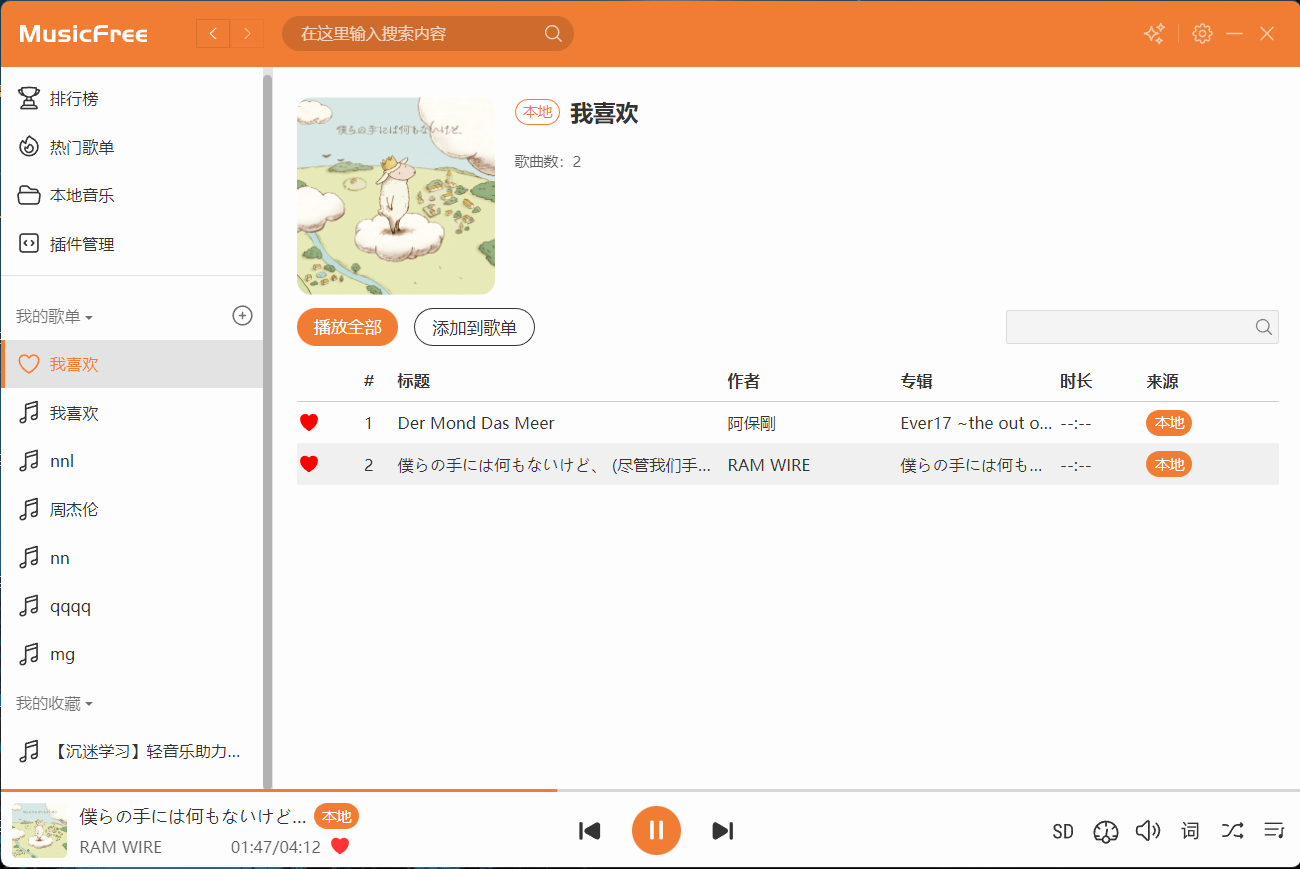 MusicFree
在这里输入搜索内容
排行榜
热门歌单
本地音乐
插件管理
我的歌单
我喜欢
我喜欢
nnl
周杰伦
nn
qqqq
mg
我的收藏
【沉迷学习】轻音乐助力...
僕らの手には何もないけど、
本地 我喜欢
歌曲数：2
播放全部 添加到歌单
# 标题 作者 专辑 时长 来源
1 Der Mond Das Meer 阿保剛 Ever17 ~the out o... --:-- 本地
2 僕らの手には何もないけど、 (尽管我们手... RAM WIRE 僕らの手には何も... --:-- 本地
僕らの手には何もないけど... 本地
RAM WIRE 01:47/04:12
SD 词